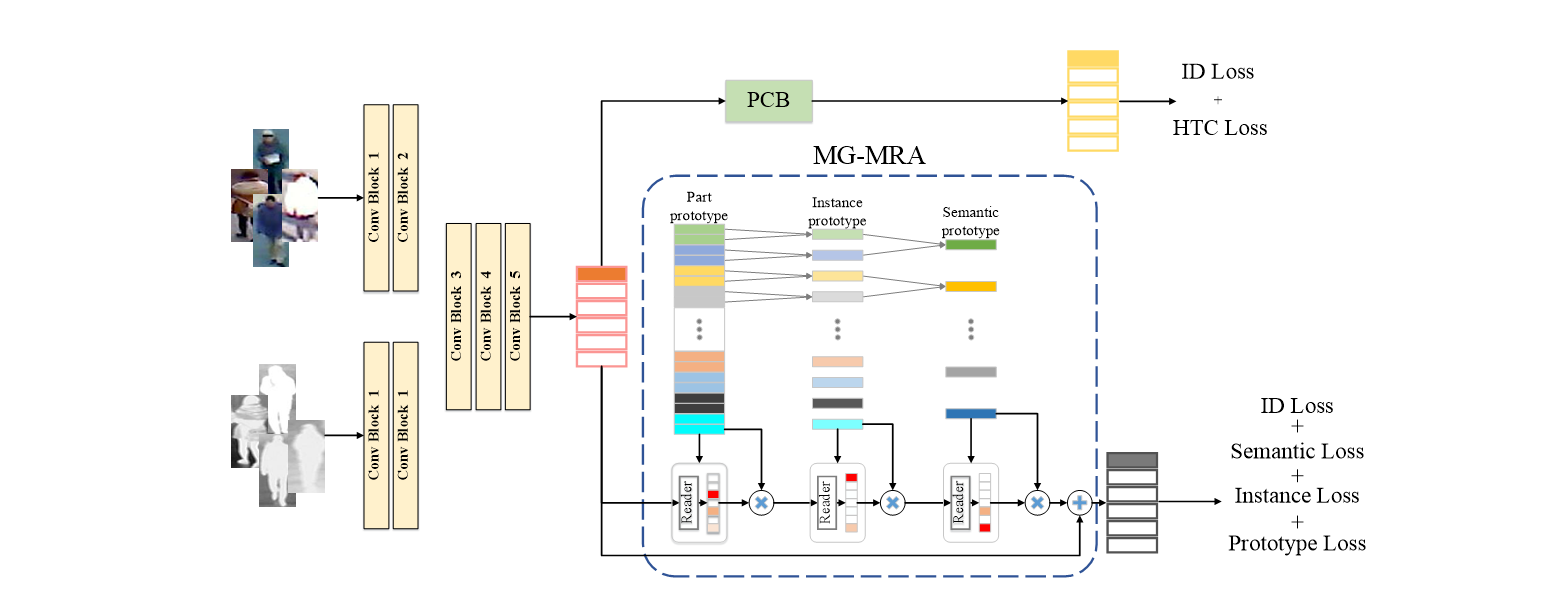 Conv Block 1
Conv Block 2
Conv Block 1
Conv Block 1
Conv Block 3
Conv Block 4
Conv Block 5
PCB
ID Loss
+
HTC Loss
MG-MRA
Part
prototype
Instance
prototype
Semantic
prototype
Reader
Reader
Reader
ID Loss
+
Semantic Loss
+
Instance Loss
+
Prototype Loss